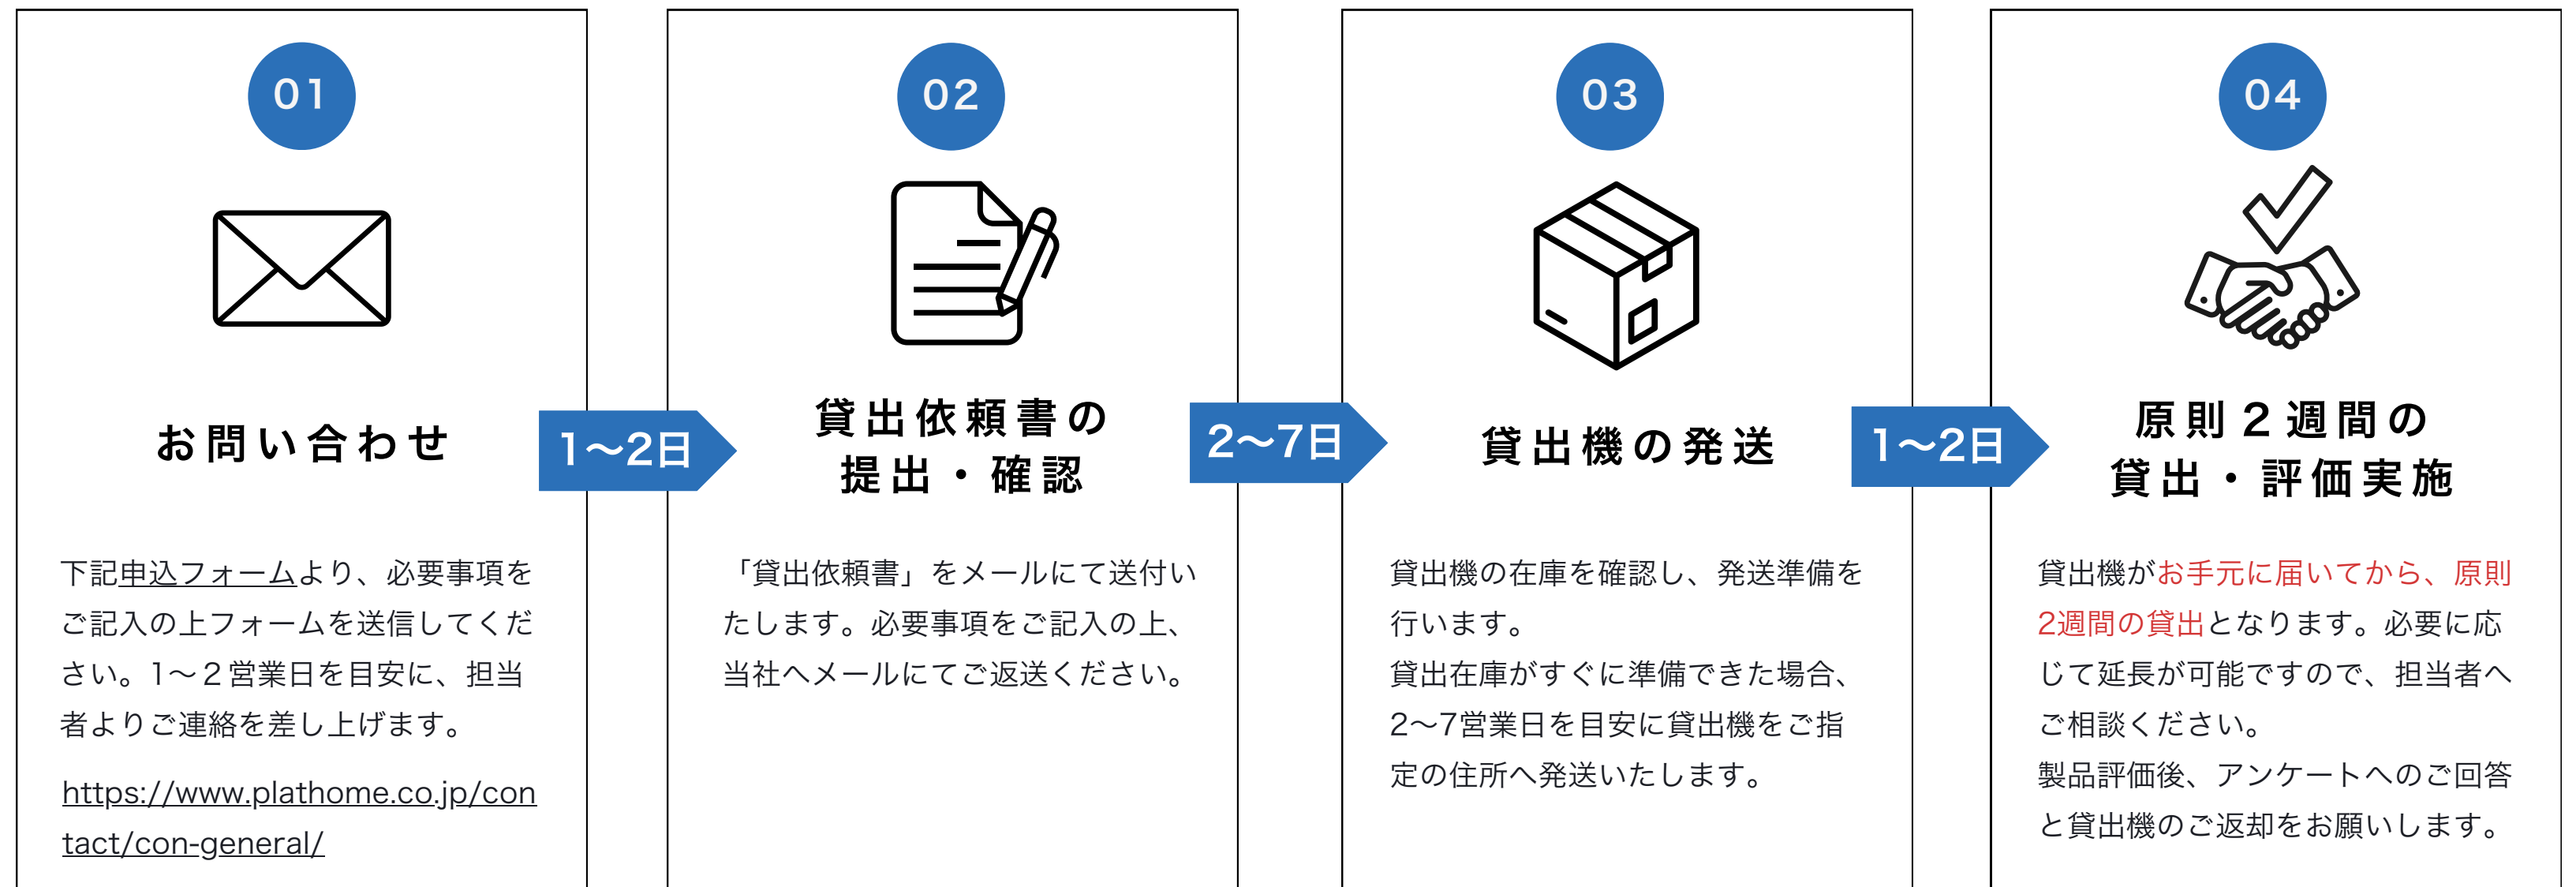 01
お問い合わせ
下記申込フォームより、必要事項を
ご記入の上フォームを送信してくだ
さい。1〜２営業日を目安に、担当
者よりご連絡を差し上げます。
https://www.plathome.co.jp/con
tact/con-general/
1〜2日
02
貸出依頼書の
提出・確認
「貸出依頼書」をメールにて送付い
たします。必要事項をご記入の上、
当社へメールにてご返送ください。
2〜7日
03
貸出機の発送
貸出機の在庫を確認し、発送準備を
行います。
貸出在庫がすぐに準備できた場合、
2〜7営業日を目安に貸出機をご指
定の住所へ発送いたします。
1〜2日
04
原則２週間の
貸出・評価実施
貸出機がお手元に届いてから、原則
2週間の貸出となります。必要に応
じて延長が可能ですので、担当者へ
ご相談ください。
製品評価後、アンケートへのご回答
と貸出機のご返却をお願いします。